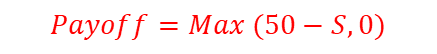 Payoff = Max (50 − S, 0)